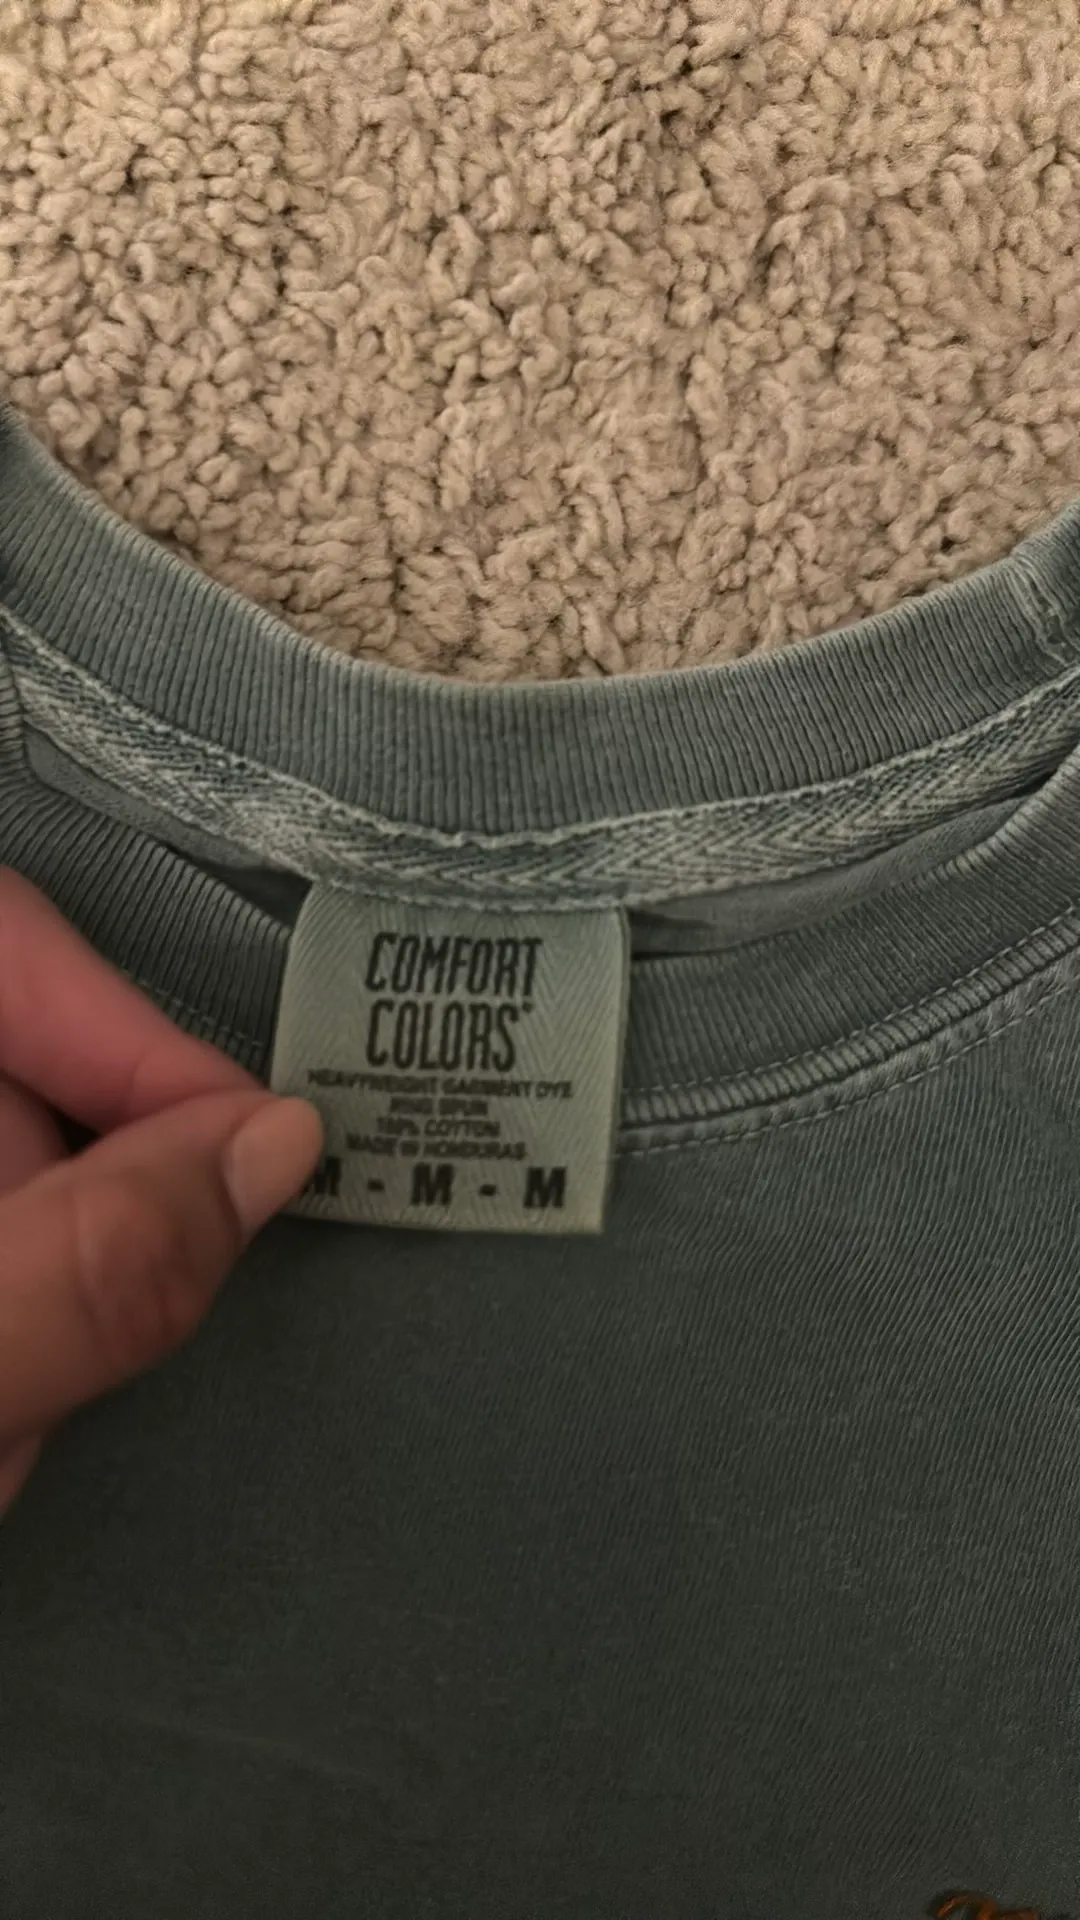 COMFORT
COLORS®
HEAVYWEIGHT GARMENT DYE
RING SPUN
100% COTTON
MADE IN HONDURAS
M - M - M